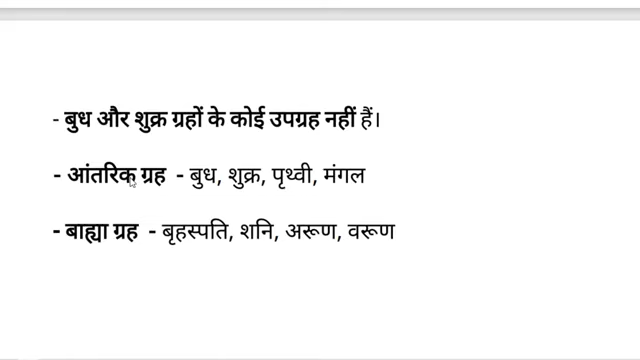 - बुध और शुक्र ग्रहों के कोई उपग्रह नहीं हैं।
- आंतरिक ग्रह - बुध, शुक्र, पृथ्वी, मंगल
- बाह्या ग्रह - बृहस्पति, शनि, अरूण, वरूण